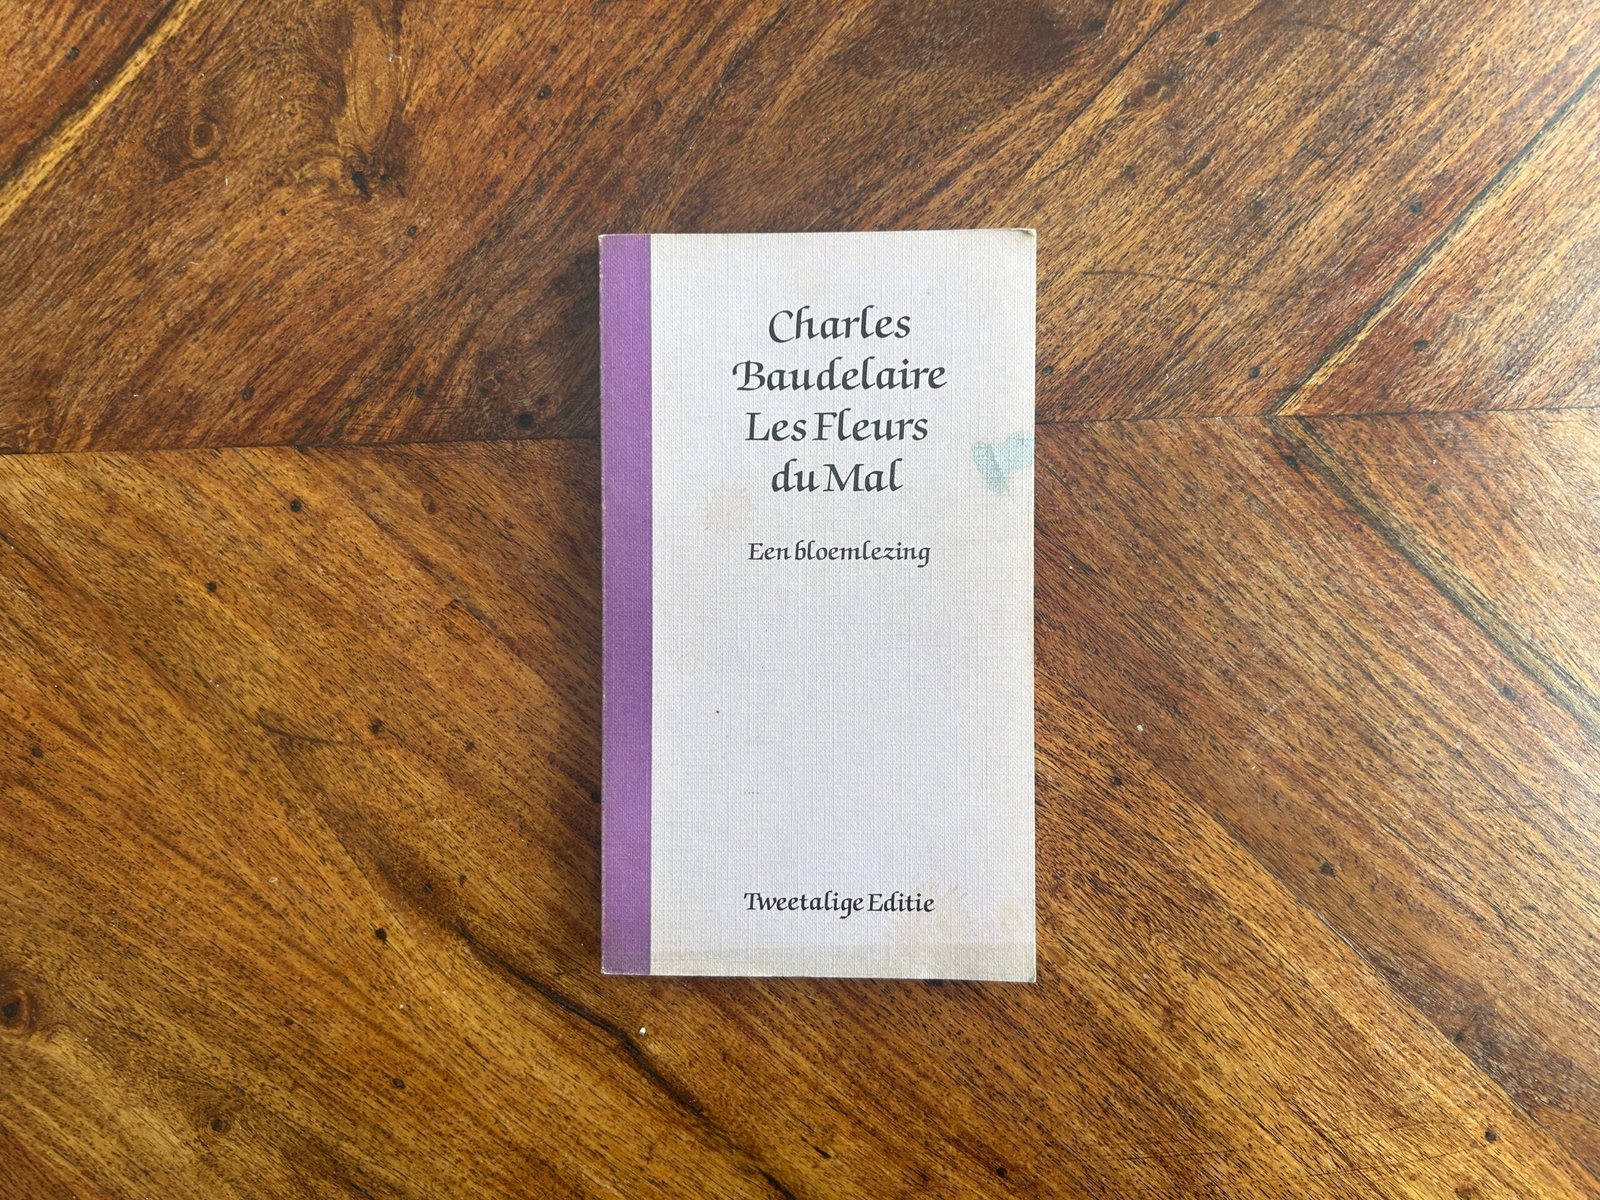 Charles
Baudelaire
Les Fleurs
du Mal
Een bloemlezing
Tweetalige Editie